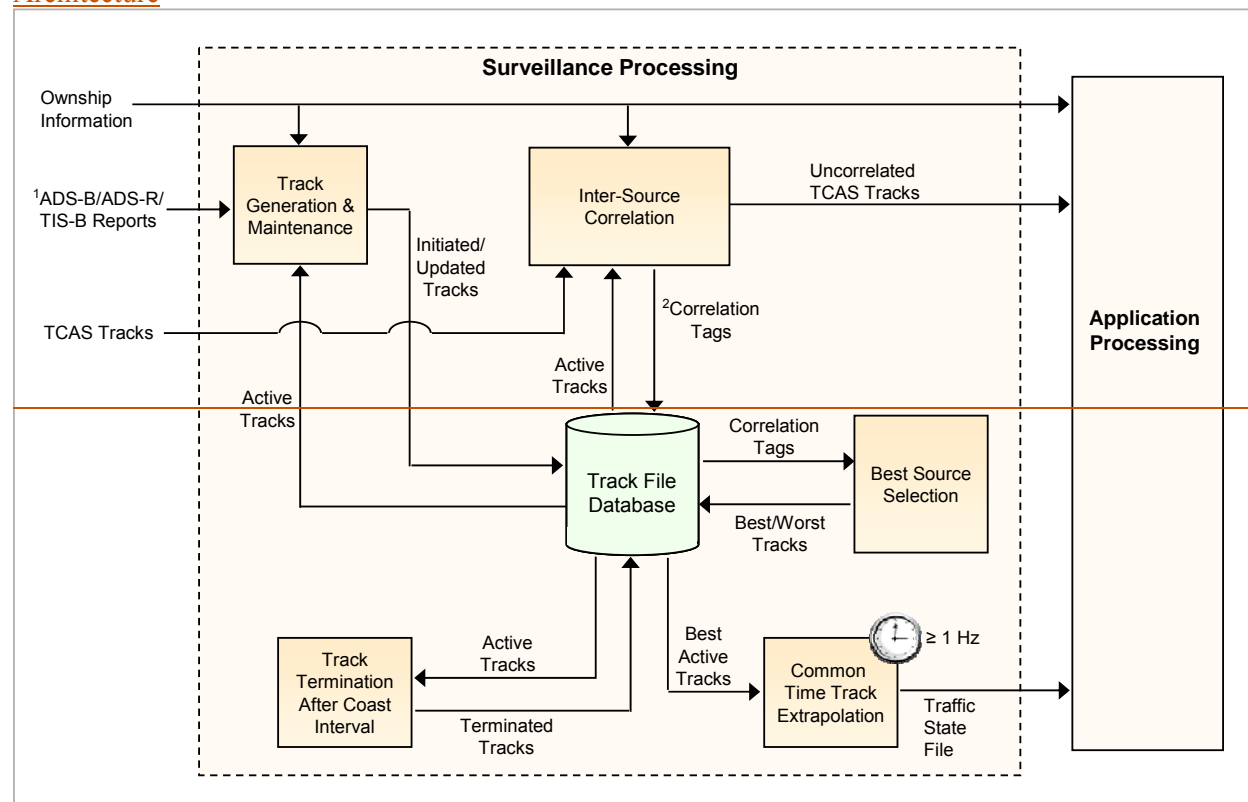 Architecture
Surveillance Processing
Ownship
Information
Track
Generation &
Maintenance
Inter-Source
Correlation
Uncorrelated
TCAS Tracks
¹ADS-B/ADS-R/
TIS-B Reports
Initiated/
Updated
Tracks
²Correlation
Tags
TCAS Tracks
Application
Processing
Active
Tracks
Active
Tracks
Correlation
Tags
Track File
Database
Best Source
Selection
Best/Worst
Tracks
Track
Termination
After Coast
Interval
Active
Tracks
Terminated
Tracks
Best
Active
Tracks
≥ 1 Hz
Common
Time Track
Extrapolation
Traffic
State
File